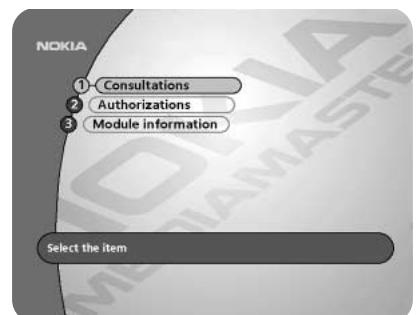 NOKIA
1 Consultations
2 Authorizations
3 Module information
Select the item
NOKIA
MEDIAMASTER